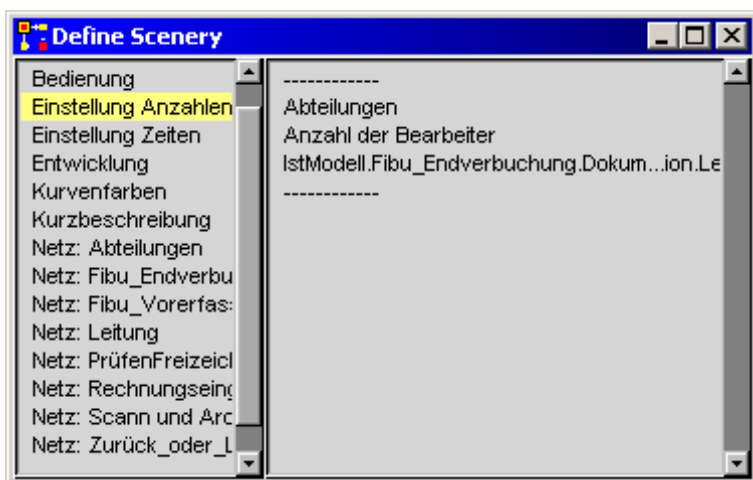 Define Scenery
Bedienung
Einstellung Anzahlen
Einstellung Zeiten
Entwicklung
Kurvenfarben
Kurzbeschreibung
Netz: Abteilungen
Netz: Fibu_Endverbu
Netz: Fibu_Vorerfas
Netz: Leitung
Netz: PrüfenFreizeicl
Netz: Rechnungseing
Netz: Scann und Arc
Netz: Zurück_oder_L
------------
Abteilungen
Anzahl der Bearbeiter
IstModell.Fibu_Endverbuchung.Dokum...ion.Le
------------